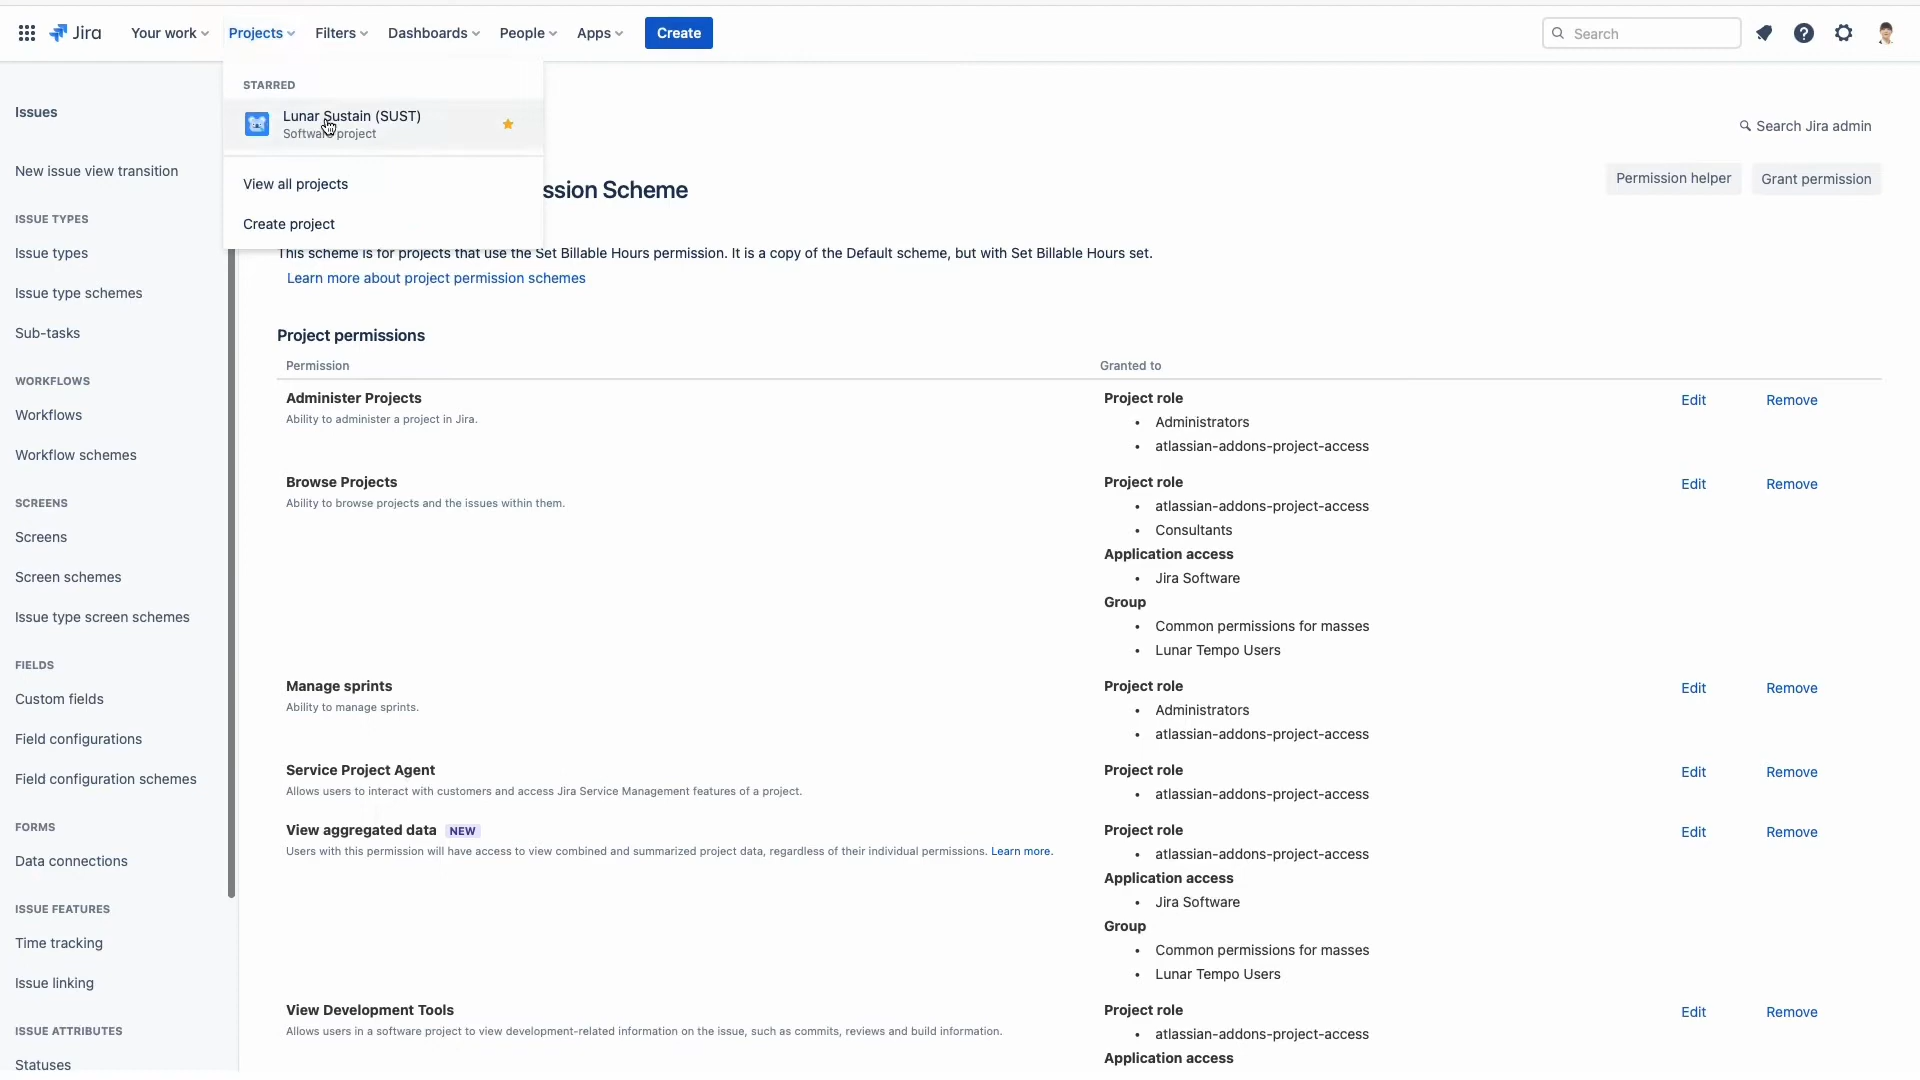 Jira
Your work
Projects
Filters
Dashboards
People
Apps
Create
Search
STARRED
Lunar Sustain (SUST)
Software project
View all projects
Create project
Issues
New issue view transition
ISSUE TYPES
Issue types
Issue type schemes
Sub-tasks
WORKFLOWS
Workflows
Workflow schemes
SCREENS
Screens
Screen schemes
Issue type screen schemes
FIELDS
Custom fields
Field configurations
Field configuration schemes
FORMS
Data connections
ISSUE FEATURES
Time tracking
Issue linking
ISSUE ATTRIBUTES
Statuses
Search Jira admin
ssion Scheme
Permission helper
Grant permission
This scheme is for projects that use the Set Billable Hours permission. It is a copy of the Default scheme, but with Set Billable Hours set.
Learn more about project permission schemes
Project permissions
Permission
Granted to
Administer Projects
Ability to administer a project in Jira.
Project role
• Administrators
• atlassian-addons-project-access
Edit
Remove
Browse Projects
Ability to browse projects and the issues within them.
Project role
• atlassian-addons-project-access
• Consultants
Application access
• Jira Software
Group
• Common permissions for masses
• Lunar Tempo Users
Edit
Remove
Manage sprints
Ability to manage sprints.
Project role
• Administrators
• atlassian-addons-project-access
Edit
Remove
Service Project Agent
Allows users to interact with customers and access Jira Service Management features of a project.
Project role
• atlassian-addons-project-access
Edit
Remove
View aggregated data NEW
Users with this permission will have access to view combined and summarized project data, regardless of their individual permissions. Learn more.
Project role
• atlassian-addons-project-access
Application access
• Jira Software
Group
• Common permissions for masses
• Lunar Tempo Users
Edit
Remove
View Development Tools
Allows users in a software project to view development-related information on the issue, such as commits, reviews and build information.
Project role
• atlassian-addons-project-access
Application access
Edit
Remove